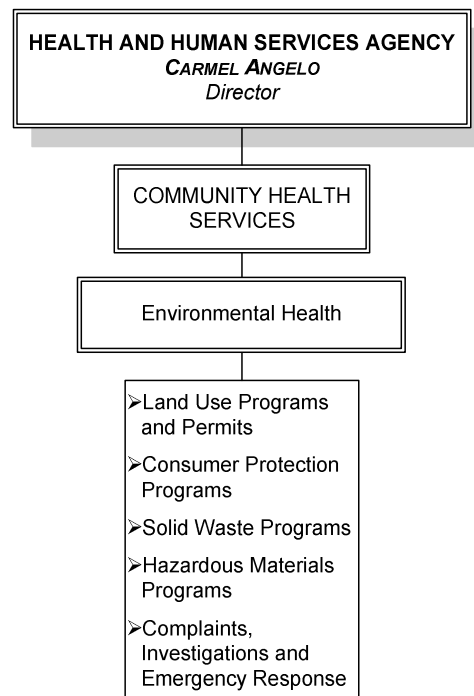 HEALTH AND HUMAN SERVICES AGENCY
CARMEL ANGELO
Director
COMMUNITY HEALTH
SERVICES
Environmental Health
➢Land Use Programs
and Permits
➢Consumer Protection
Programs
➢Solid Waste Programs
➢Hazardous Materials
Programs
➢Complaints,
Investigations and
Emergency Response